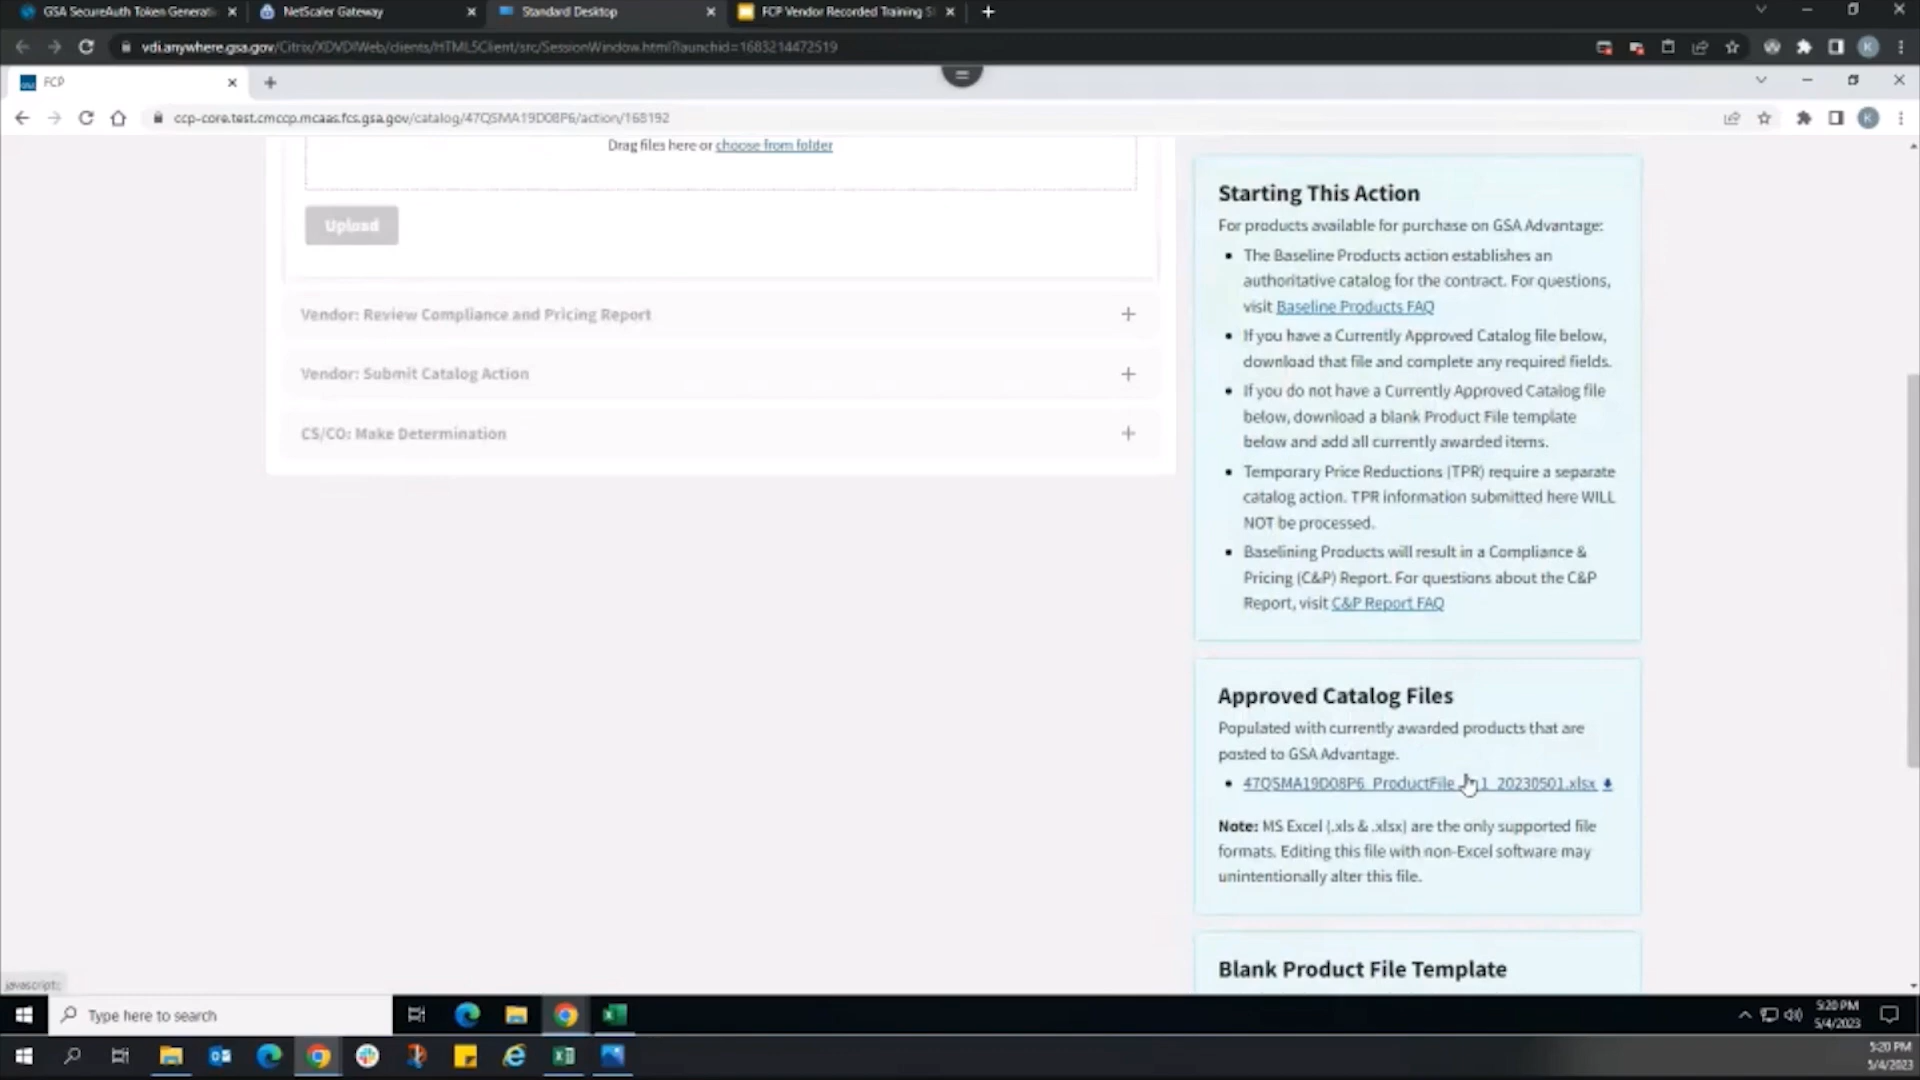 GSA SecureAuth Token Generat
NetScaler Gateway
Standard Desktop
FCP Vendor Recorded Training S
vdi.anywhere.gsa.gov/Citrix/XDVDIWeb/clients/HTML5Client/src/SessionWindow.html?launchid=1683214472519
K
FCP
ccp-core.test.cmccp.mcaas.fcs.gsa.gov/catalog/47QSMA19D08P6/action/168192
K
Drag files here or choose from folder
Upload
Vendor: Review Compliance and Pricing Report
Vendor: Submit Catalog Action
CS/CO: Make Determination
Starting This Action
For products available for purchase on GSA Advantage:
• The Baseline Products action establishes an
authoritative catalog for the contract. For questions,
visit Baseline Products FAQ
• If you have a Currently Approved Catalog file below,
download that file and complete any required fields.
• If you do not have a Currently Approved Catalog file
below, download a blank Product File template
below and add all currently awarded items.
• Temporary Price Reductions (TPR) require a separate
catalog action. TPR information submitted here WILL
NOT be processed.
• Baselining Products will result in a Compliance &
Pricing (C&P) Report. For questions about the C&P
Report, visit C&P Report FAQ
Approved Catalog Files
Populated with currently awarded products that are
posted to GSA Advantage.
• 47QSMA19D08P6_ProductFile 1_20230501.xlsx
Note: MS Excel (.xls & .xlsx) are the only supported file
formats. Editing this file with non-Excel software may
unintentionally alter this file.
Blank Product File Template
javascript:
Type here to search
5:20 PM
5/4/2023
5:20 PM
5/4/2023